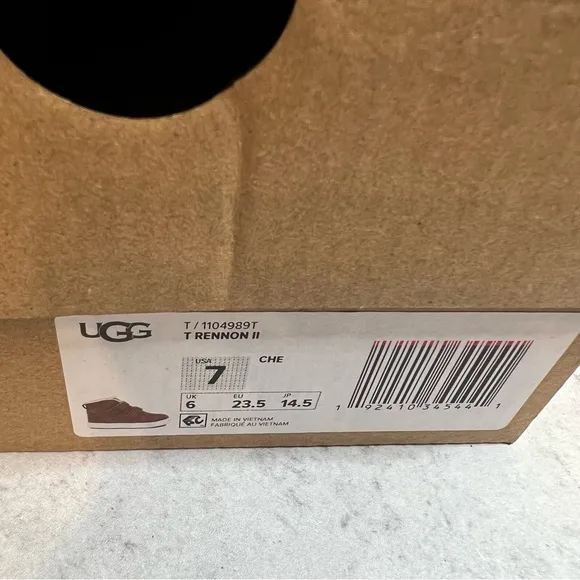 UGG
T / 1104989T
T RENNON II
USA
7
CHE
UK EU JP
6 23.5 14.5
MADE IN VIETNAM
FABRIQUÉ AU VIETNAM
1 92410 34544 1